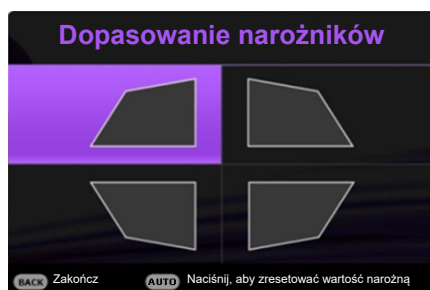 Dopasowanie narożników
BACK Zakończ AUTO Naciśnij, aby zresetować wartość narożną